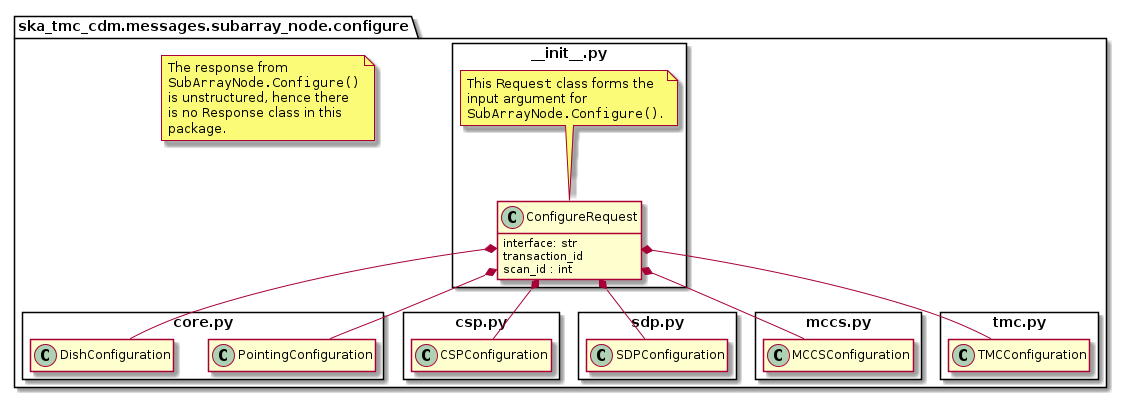 ska_tmc_cdm.messages.subarray_node.configure
__init__.py
The response from
SubArrayNode.Configure()
is unstructured, hence there
is no Response class in this
package.
This Request class forms the
input argument for
SubArrayNode.Configure().
C ConfigureRequest
interface: str
transaction_id
scan_id : int
core.py
csp.py
sdp.py
mccs.py
tmc.py
C DishConfiguration
C PointingConfiguration
C CSPConfiguration
C SDPConfiguration
C MCCSConfiguration
C TMCConfiguration